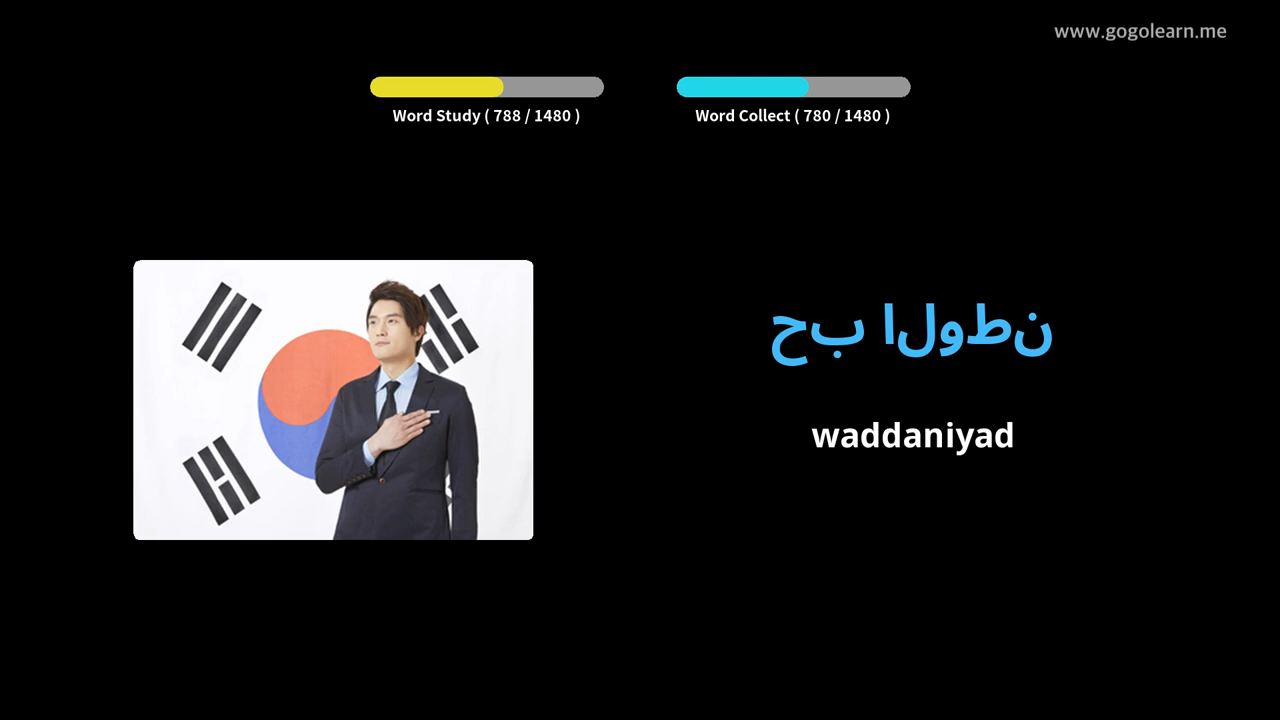 www.gogolearn.me
Word Study ( 788 / 1480 )
Word Collect ( 780 / 1480 )
حب الوطن
waddaniyad